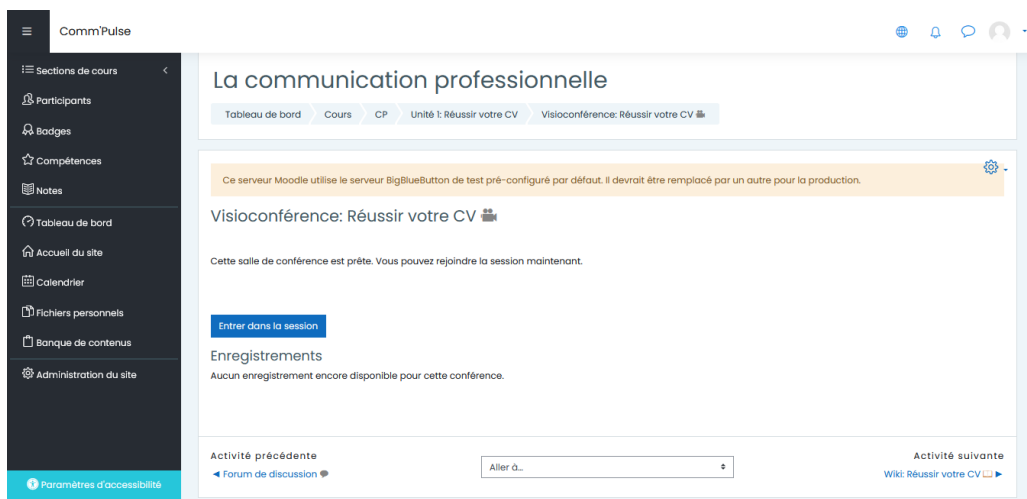 Comm'Pulse
Sections de cours
Participants
Badges
Compétences
Notes
Tableau de bord
Accueil du site
Calendrier
Fichiers personnels
Banque de contenus
Administration du site
Paramètres d'accessibilité
La communication professionnelle
Tableau de bord Cours CP Unité 1: Réussir votre CV Visioconférence: Réussir votre CV
Ce serveur Moodle utilise le serveur BigBlueButton de test pré-configuré par défaut. Il devrait être remplacé par un autre pour la production.
Visioconférence: Réussir votre CV
Cette salle de conférence est prête. Vous pouvez rejoindre la session maintenant.
Entrer dans la session
Enregistrements
Aucun enregistrement encore disponible pour cette conférence.
Activité précédente
◄ Forum de discussion
Aller à...
Activité suivante
Wiki: Réussir votre CV ►